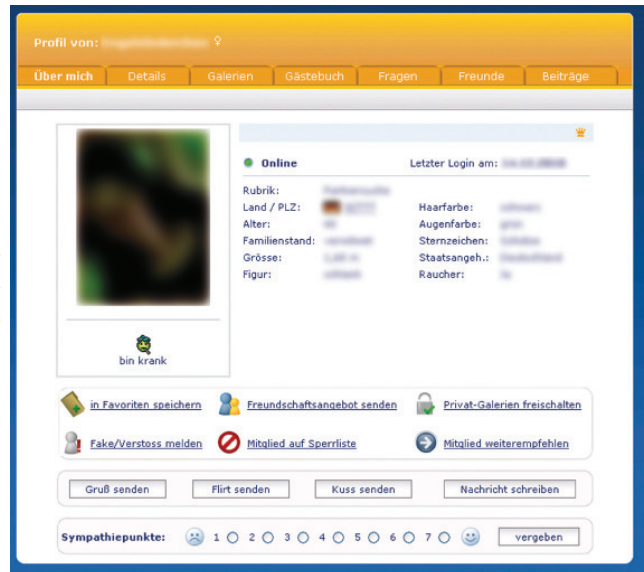 Profil von: ♀
Über mich Details Galerien Gästebuch Fragen Freunde Beiträge
Online Letzter Login am:
Rubrik:
Land / PLZ: Haarfarbe:
Alter: Augenfarbe:
Familienstand: Sternzeichen:
Grösse: Staatsangeh.:
Figur: Raucher:
bin krank
in Favoriten speichern Freundschaftsangebot senden Privat-Galerien freischalten
Fake/Verstoss melden Mitglied auf Sperrliste Mitglied weiterempfehlen
Gruß senden Flirt senden Kuss senden Nachricht schreiben
Sympathiepunkte: 1 2 3 4 5 6 7 vergeben